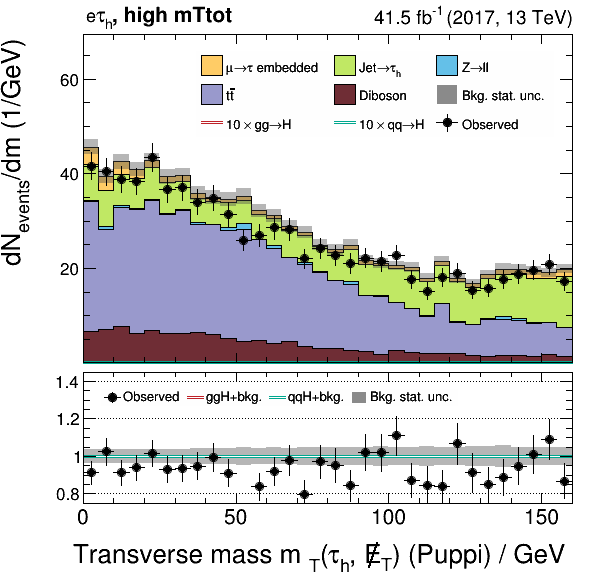 eτh, high mTtot 41.5 fb⁻¹ (2017, 13 TeV)
dNevents/dm (1/GeV)
60
40
20
μ→τ embedded Jet→τh Z→ll
tt̅ Diboson Bkg. stat. unc.
10 × gg→H 10 × qq→H Observed
1.4
1.2
1
0.8
Observed ggH+bkg. qqH+bkg. Bkg. stat. unc.
0 50 100 150
Transverse mass m T(τh, E̸T) (Puppi) / GeV